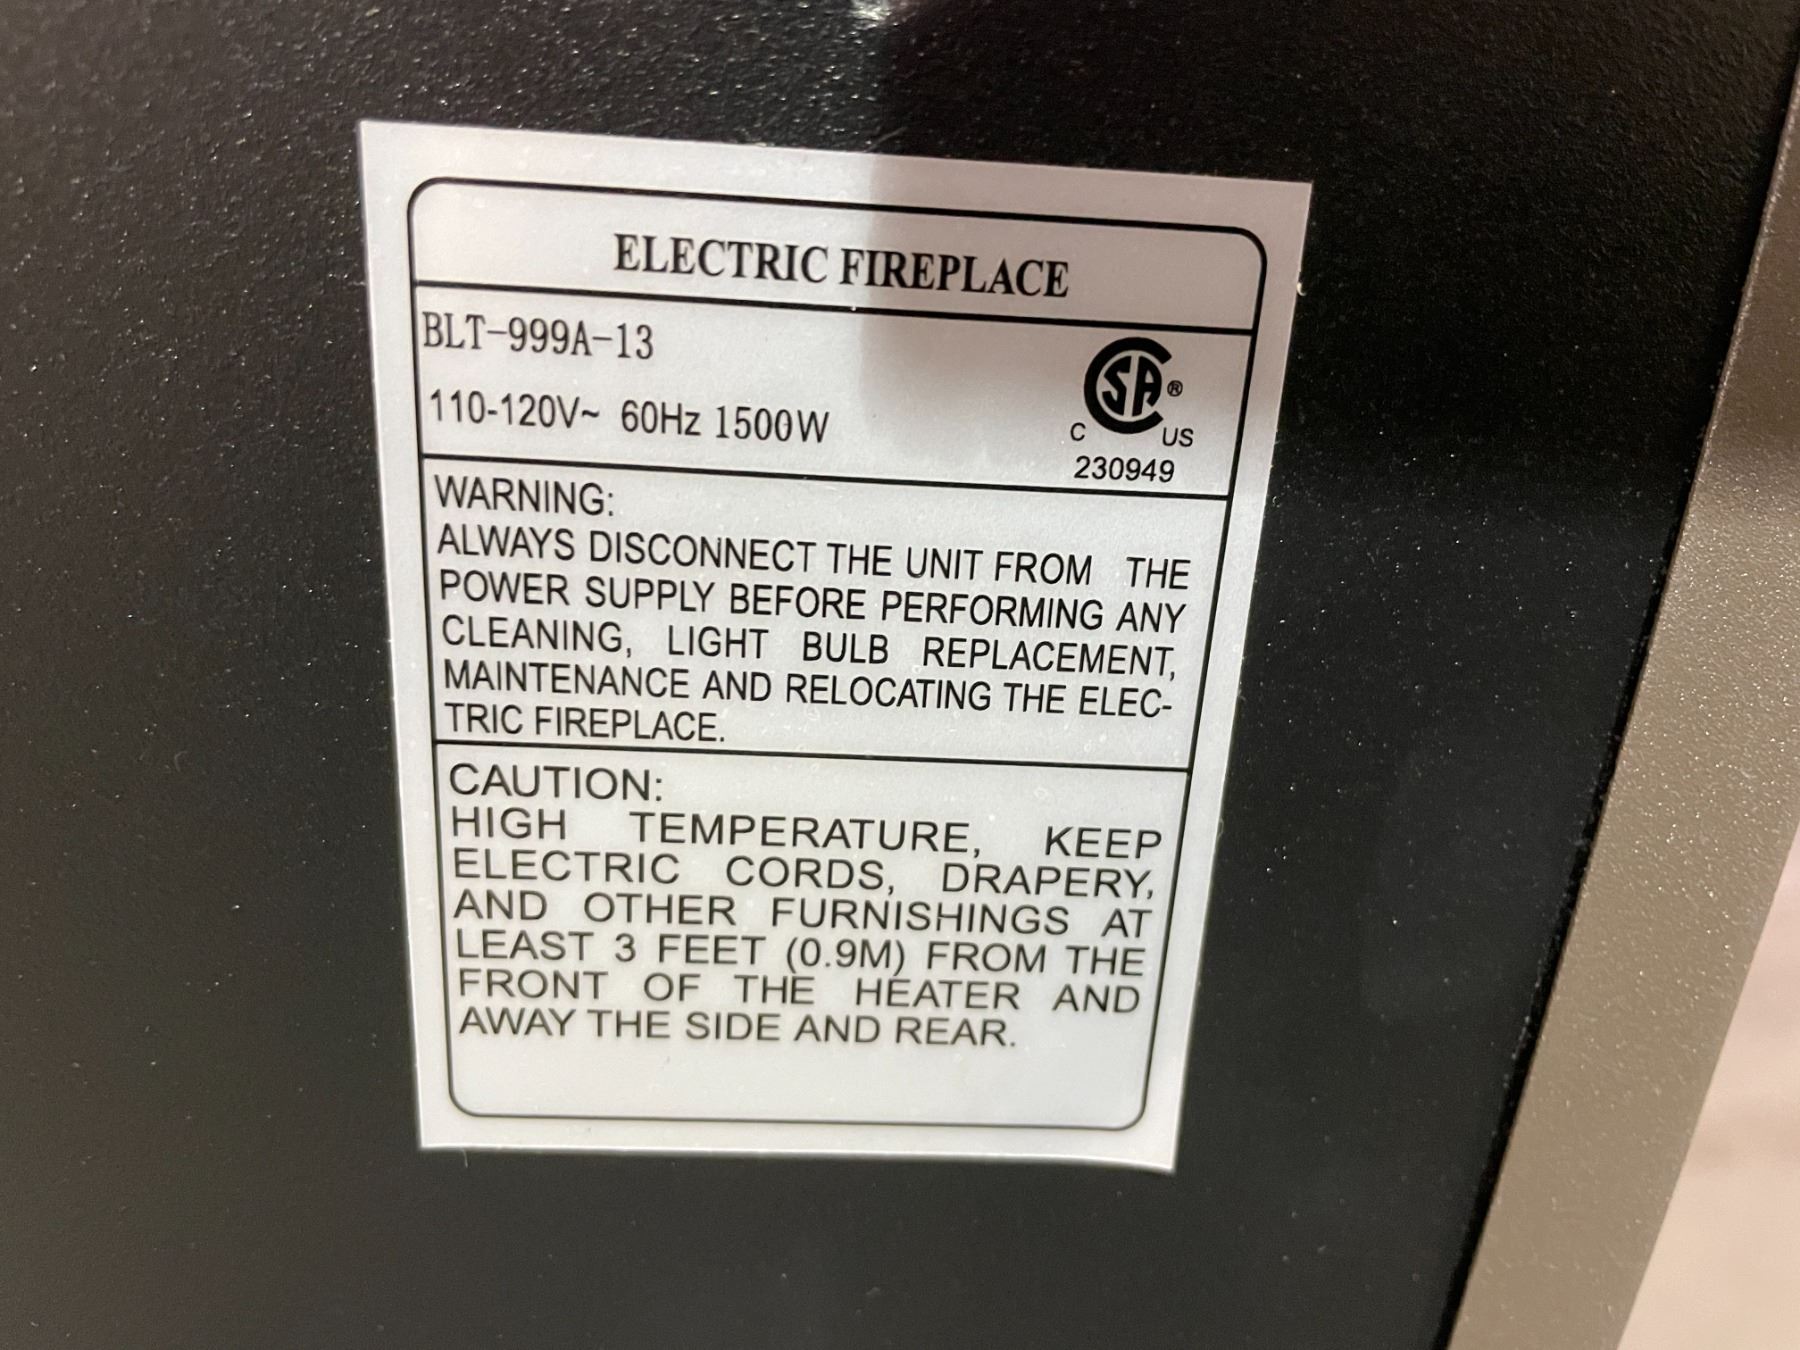 ELECTRIC FIREPLACE
BLT-999A-13
110-120V~ 60Hz 1500W
CSA®
C US
230949
WARNING:
ALWAYS DISCONNECT THE UNIT FROM THE
POWER SUPPLY BEFORE PERFORMING ANY
CLEANING, LIGHT BULB REPLACEMENT,
MAINTENANCE AND RELOCATING THE ELEC-
TRIC FIREPLACE.
CAUTION:
HIGH TEMPERATURE, KEEP
ELECTRIC CORDS, DRAPERY,
AND OTHER FURNISHINGS AT
LEAST 3 FEET (0.9M) FROM THE
FRONT OF THE HEATER AND
AWAY THE SIDE AND REAR.